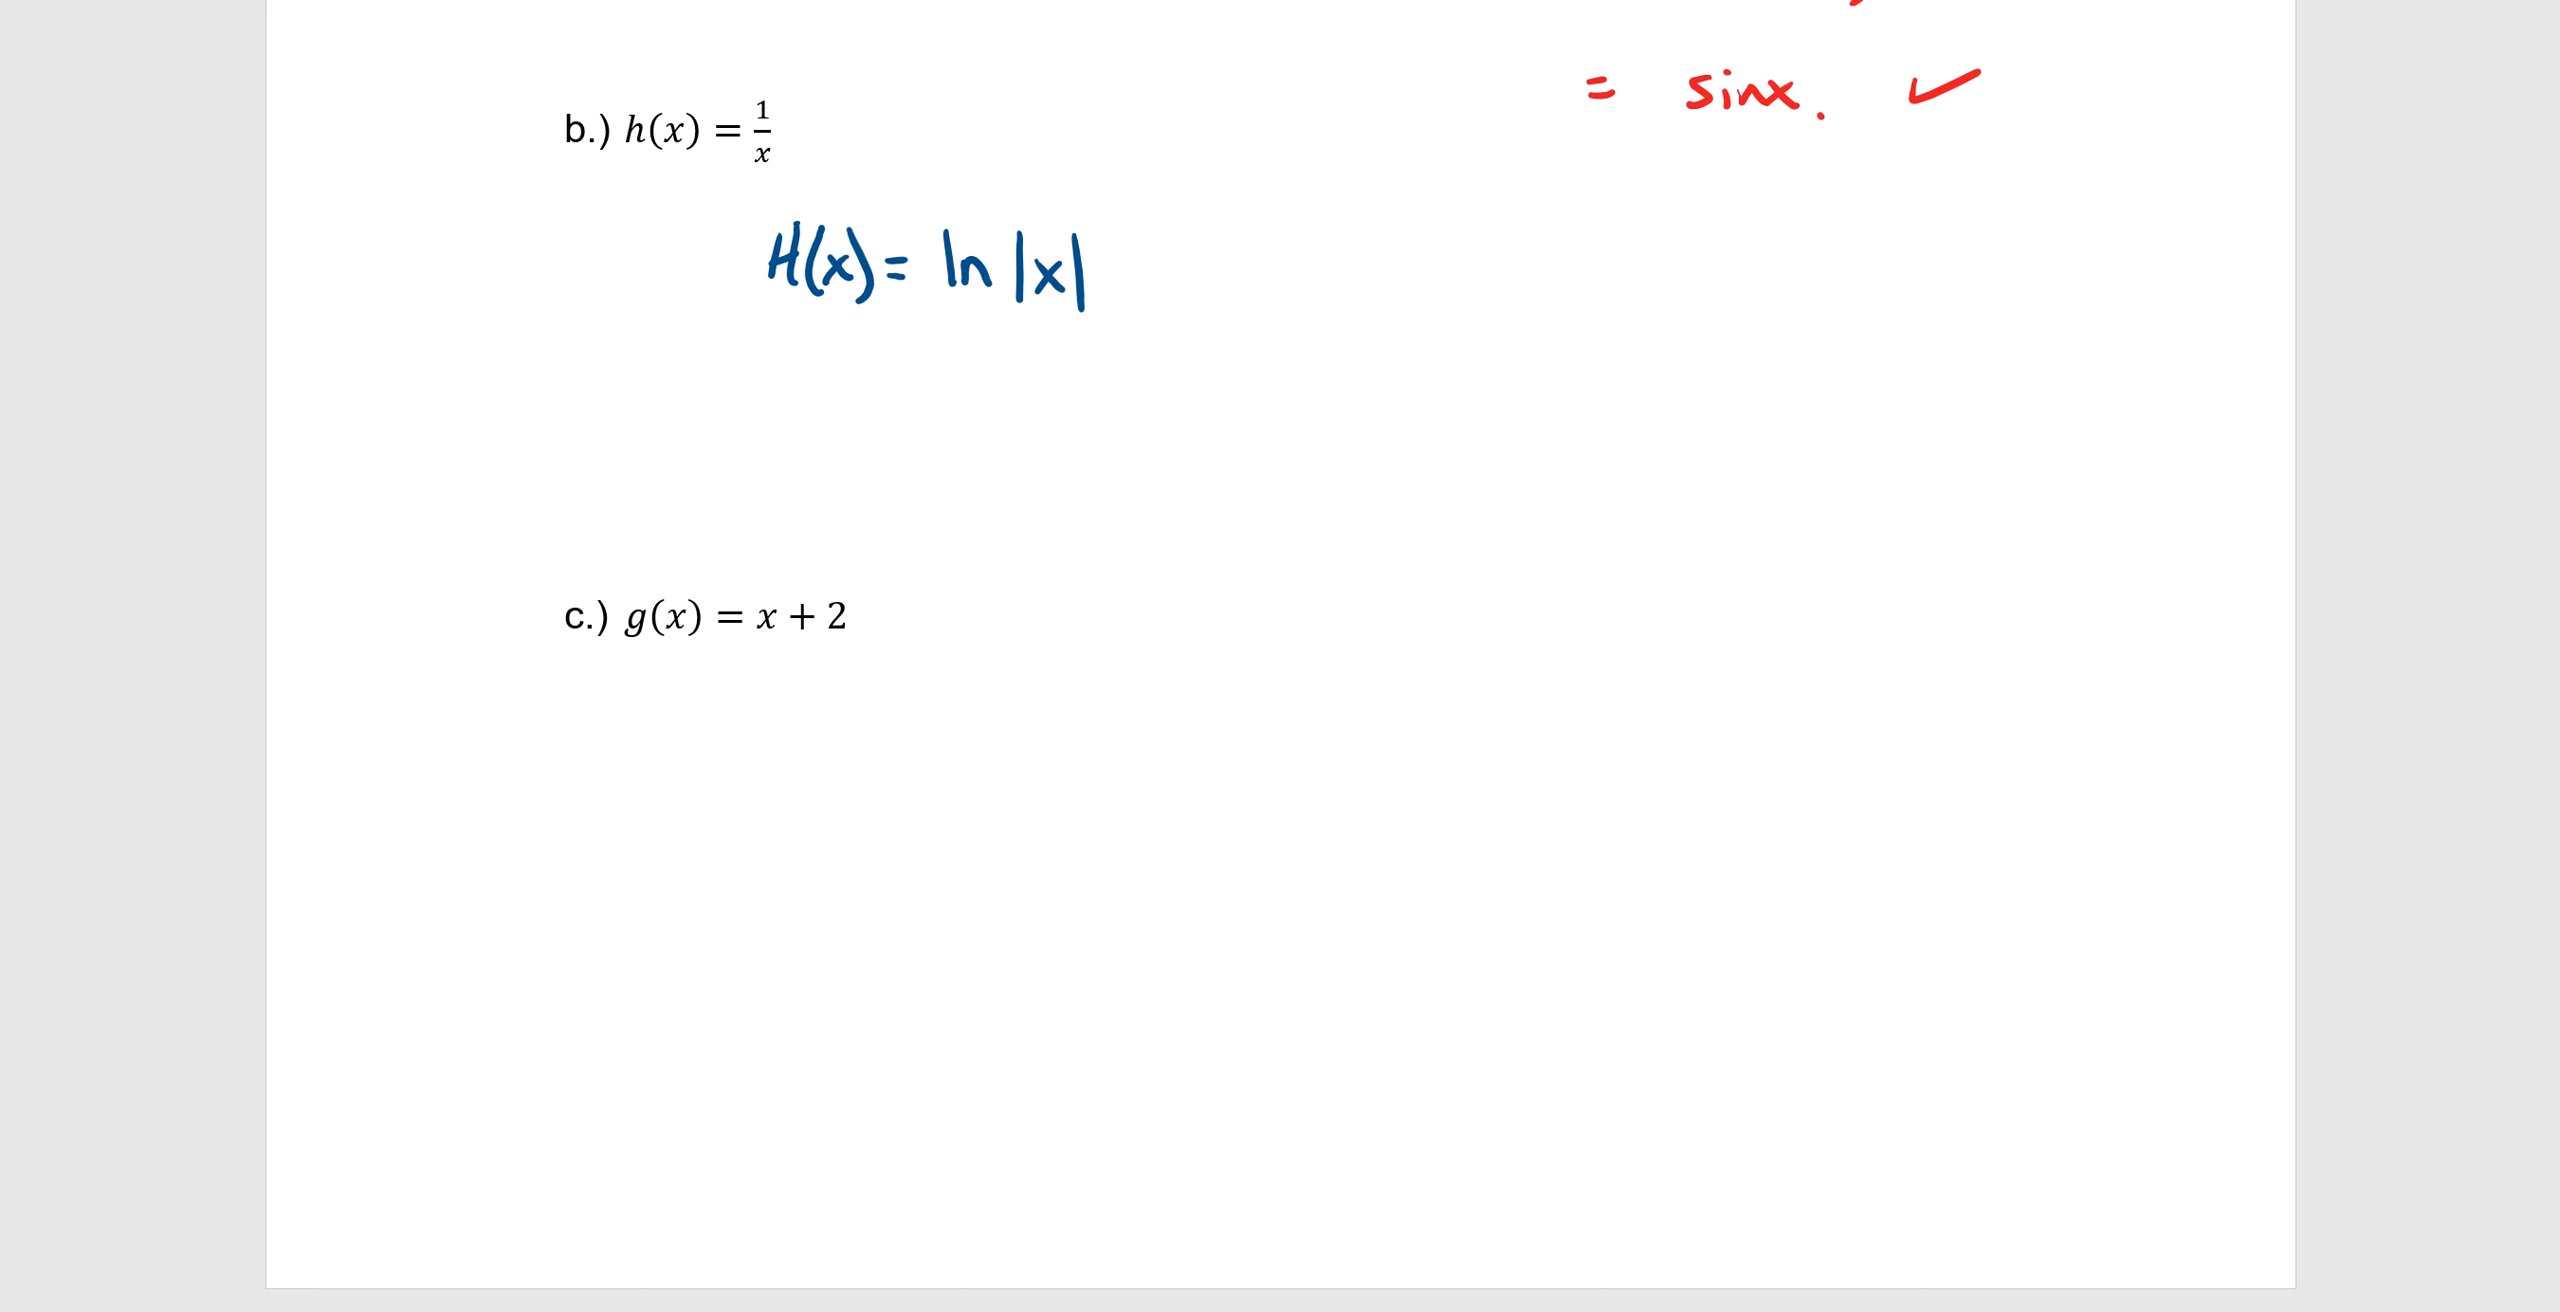 = sinx. ✓
b.) h(x) = 1/x
H(x) = ln |x|
c.) g(x) = x + 2